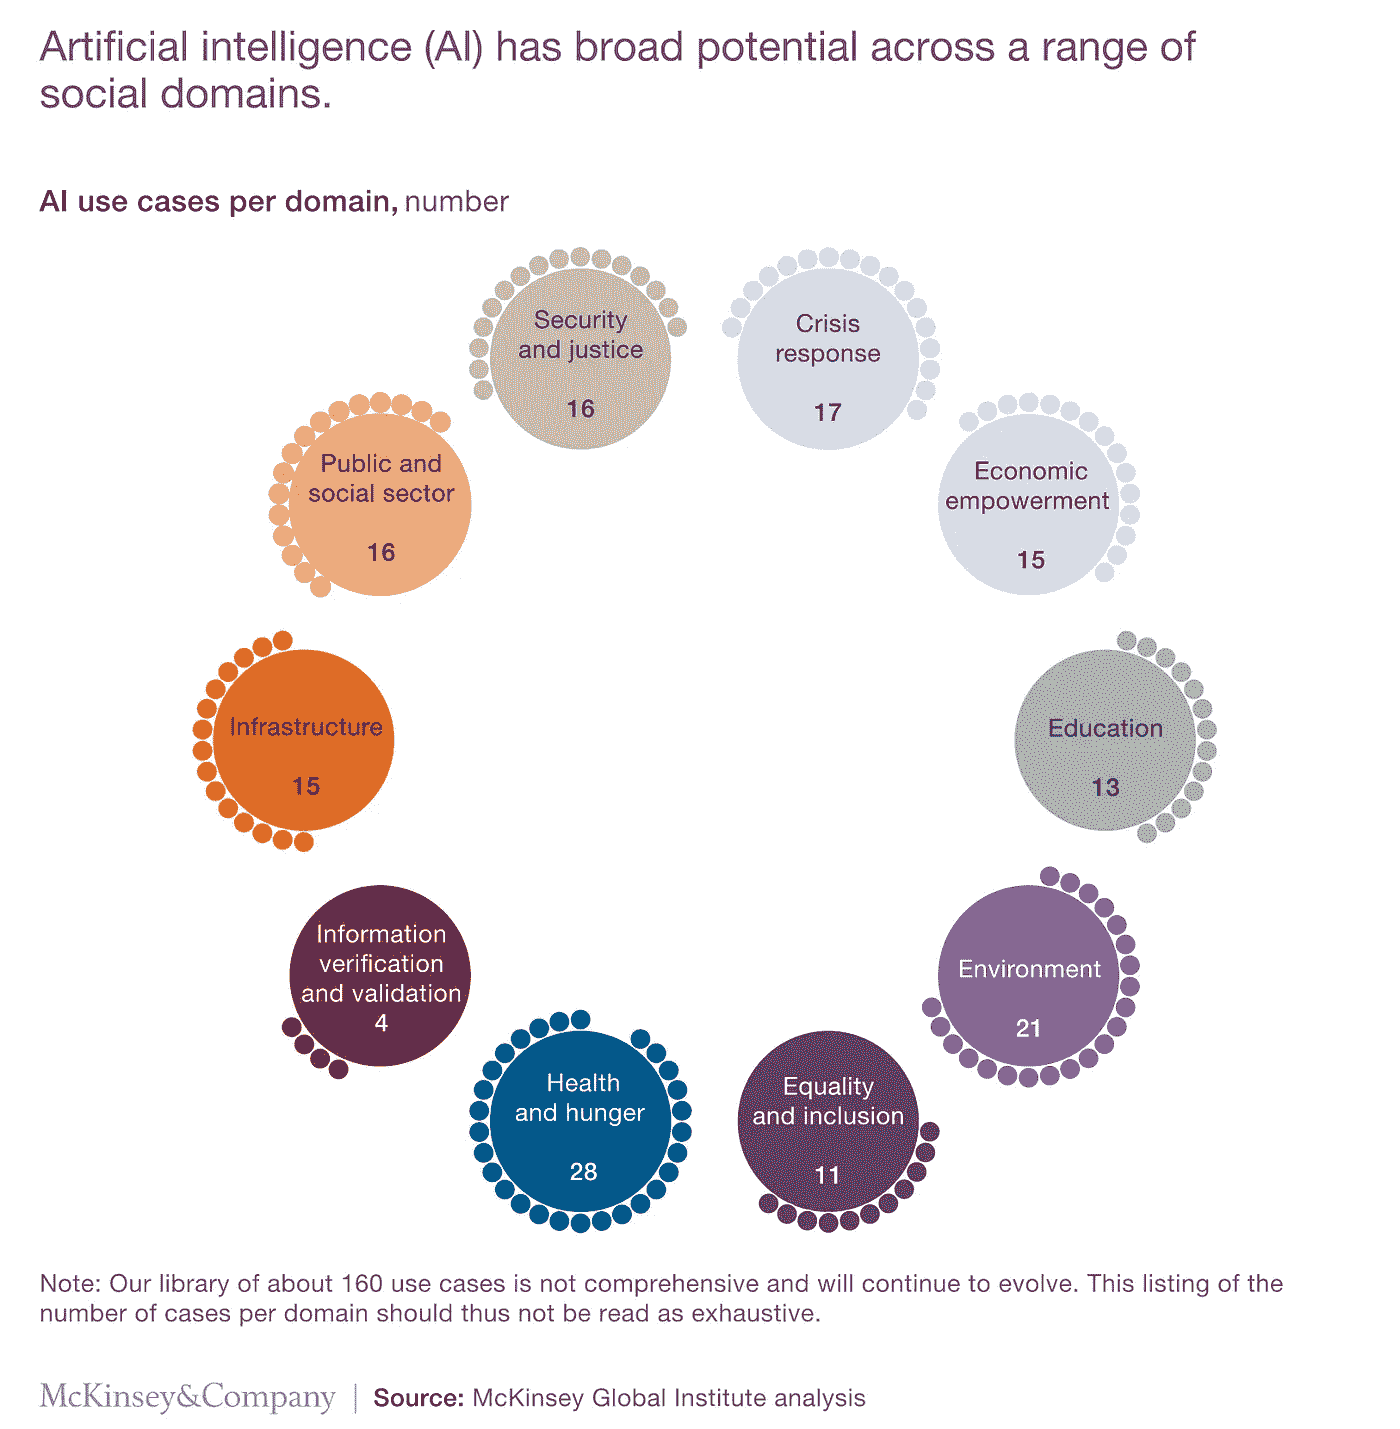 Artificial intelligence (AI) has broad potential across a range of
social domains.
AI use cases per domain, number
Security
and justice
16
Crisis
response
17
Public and
social sector
16
Economic
empowerment
15
Infrastructure
15
Education
13
Information
verification
and validation
4
Environment
21
Health
and hunger
28
Equality
and inclusion
11
Note: Our library of about 160 use cases is not comprehensive and will continue to evolve. This listing of the
number of cases per domain should thus not be read as exhaustive.
McKinsey&Company | Source: McKinsey Global Institute analysis